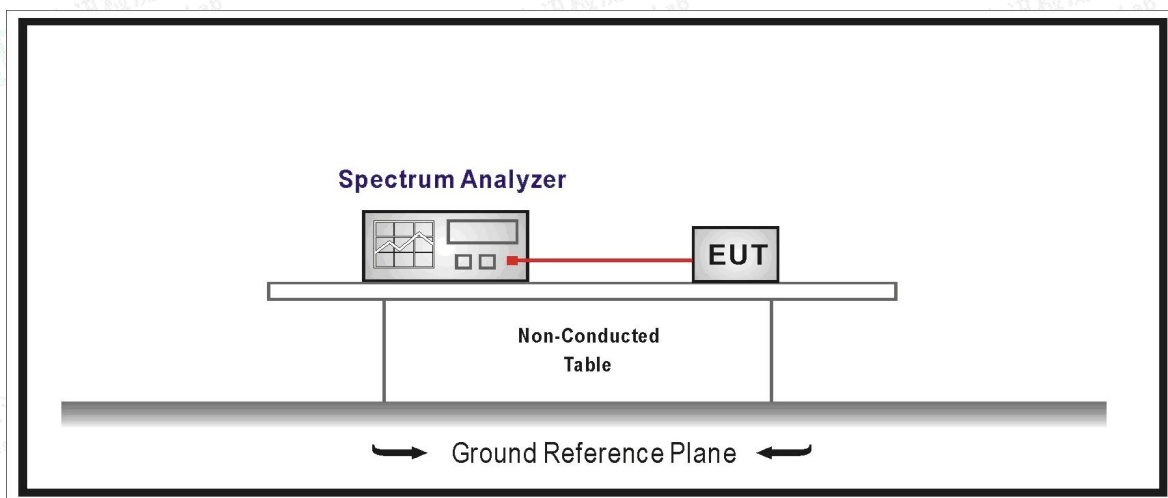 Spectrum Analyzer
EUT
Non-Conducted
Table
Ground Reference Plane